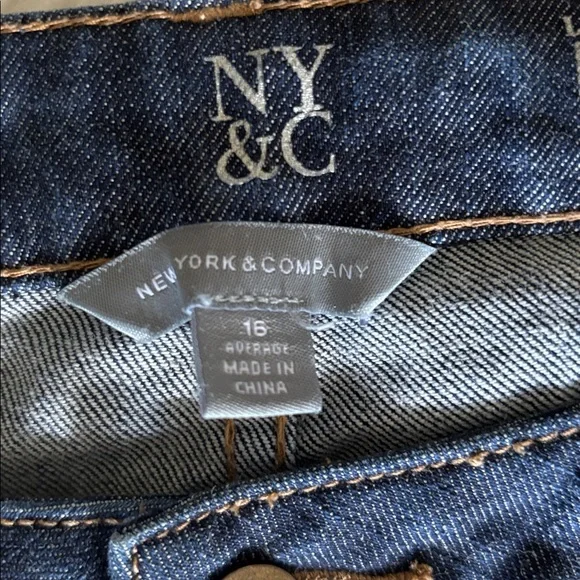 NY
&C
NEW YORK & COMPANY
16
AVERAGE
MADE IN
CHINA